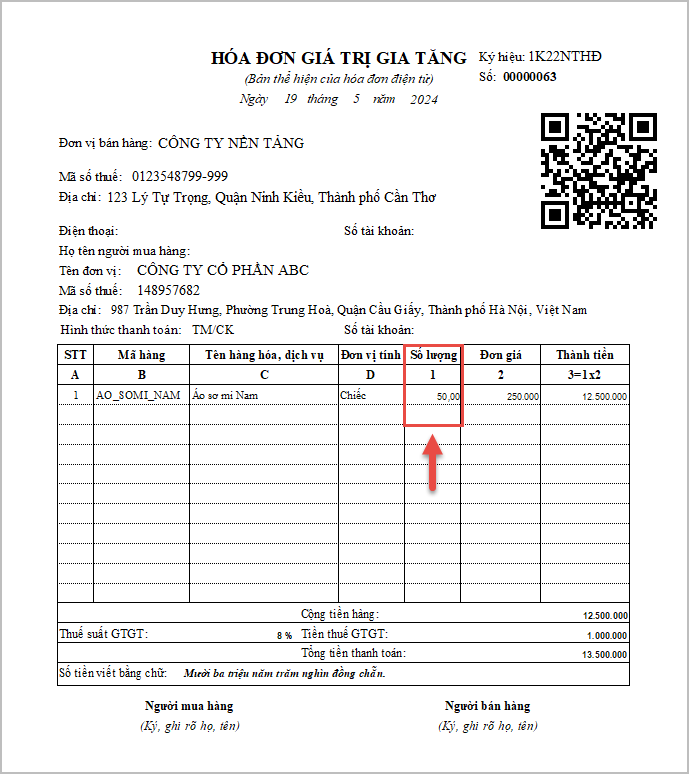 HÓA ĐƠN GIÁ TRỊ GIA TĂNG Ký hiệu: 1K22NTHĐ
(Bản thể hiện của hóa đơn điện tử) Số: 00000063
Ngày 19 tháng 5 năm 2024
Đơn vị bán hàng: CÔNG TY NỀN TẢNG
Mã số thuế: 0123548799-999
Địa chỉ: 123 Lý Tự Trọng, Quận Ninh Kiều, Thành phố Cần Thơ
Điện thoại: Số tài khoản:
Họ tên người mua hàng:
Tên đơn vị: CÔNG TY CỔ PHẦN ABC
Mã số thuế: 148957682
Địa chỉ: 987 Trần Duy Hưng, Phường Trung Hoà, Quận Cầu Giấy, Thành phố Hà Nội, Việt Nam
Hình thức thanh toán: TM/CK Số tài khoản:
STT Mã hàng Tên hàng hóa, dịch vụ Đơn vị tính Số lượng Đơn giá Thành tiền
A B C D 1 2 3=1x2
1 AO_SOMI_NAM Áo sơ mi Nam Chiếc 50,00 250.000 12.500.000
Cộng tiền hàng: 12.500.000
Thuế suất GTGT: 8 % Tiền thuế GTGT: 1.000.000
Tổng tiền thanh toán: 13.500.000
Số tiền viết bằng chữ: Mười ba triệu năm trăm nghìn đồng chẵn.
Người mua hàng Người bán hàng
(Ký, ghi rõ họ, tên) (Ký, ghi rõ họ, tên)